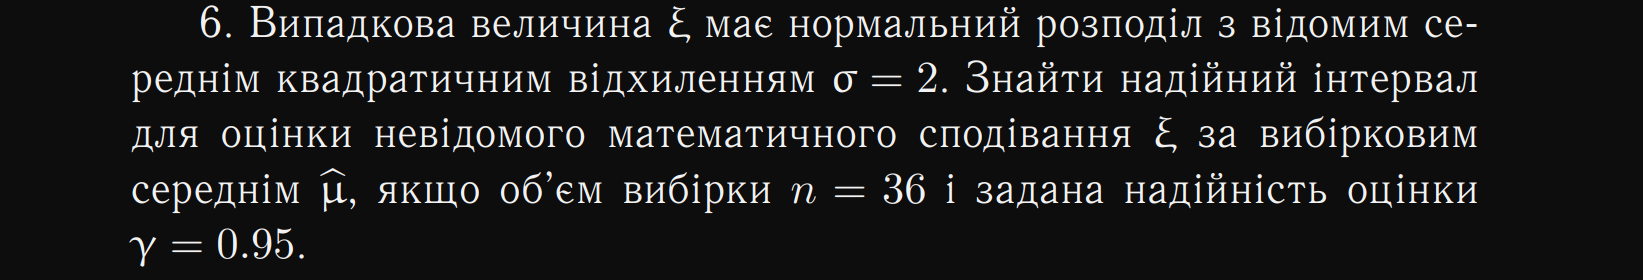 6. Випадкова величина ξ має нормальний розподіл з відомим се-
реднім квадратичним відхиленням σ = 2. Знайти надійний інтервал
для оцінки невідомого математичного сподівання ξ за вибірковим
середнім μ̂, якщо об’єм вибірки n = 36 і задана надійність оцінки
γ = 0.95.